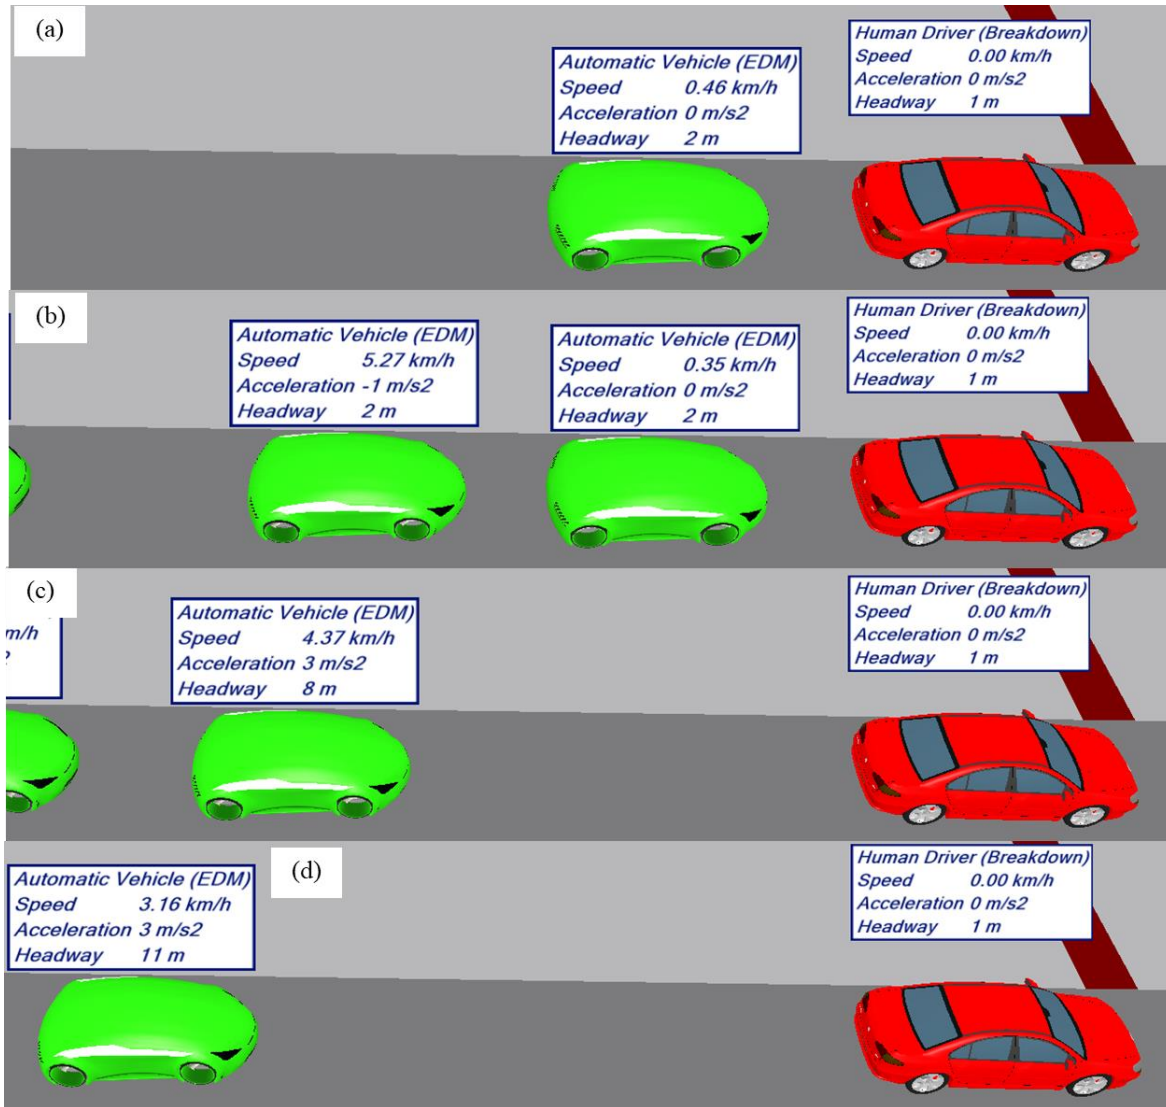 (a)
Automatic Vehicle (EDM)
Speed 0.46 km/h
Acceleration 0 m/s2
Headway 2 m
Human Driver (Breakdown)
Speed 0.00 km/h
Acceleration 0 m/s2
Headway 1 m
(b)
Automatic Vehicle (EDM)
Speed 5.27 km/h
Acceleration -1 m/s2
Headway 2 m
Automatic Vehicle (EDM)
Speed 0.35 km/h
Acceleration 0 m/s2
Headway 2 m
Human Driver (Breakdown)
Speed 0.00 km/h
Acceleration 0 m/s2
Headway 1 m
(c)
m/h
2
Automatic Vehicle (EDM)
Speed 4.37 km/h
Acceleration 3 m/s2
Headway 8 m
Human Driver (Breakdown)
Speed 0.00 km/h
Acceleration 0 m/s2
Headway 1 m
Automatic Vehicle (EDM)
Speed 3.16 km/h
Acceleration 3 m/s2
Headway 11 m
(d)
Human Driver (Breakdown)
Speed 0.00 km/h
Acceleration 0 m/s2
Headway 1 m